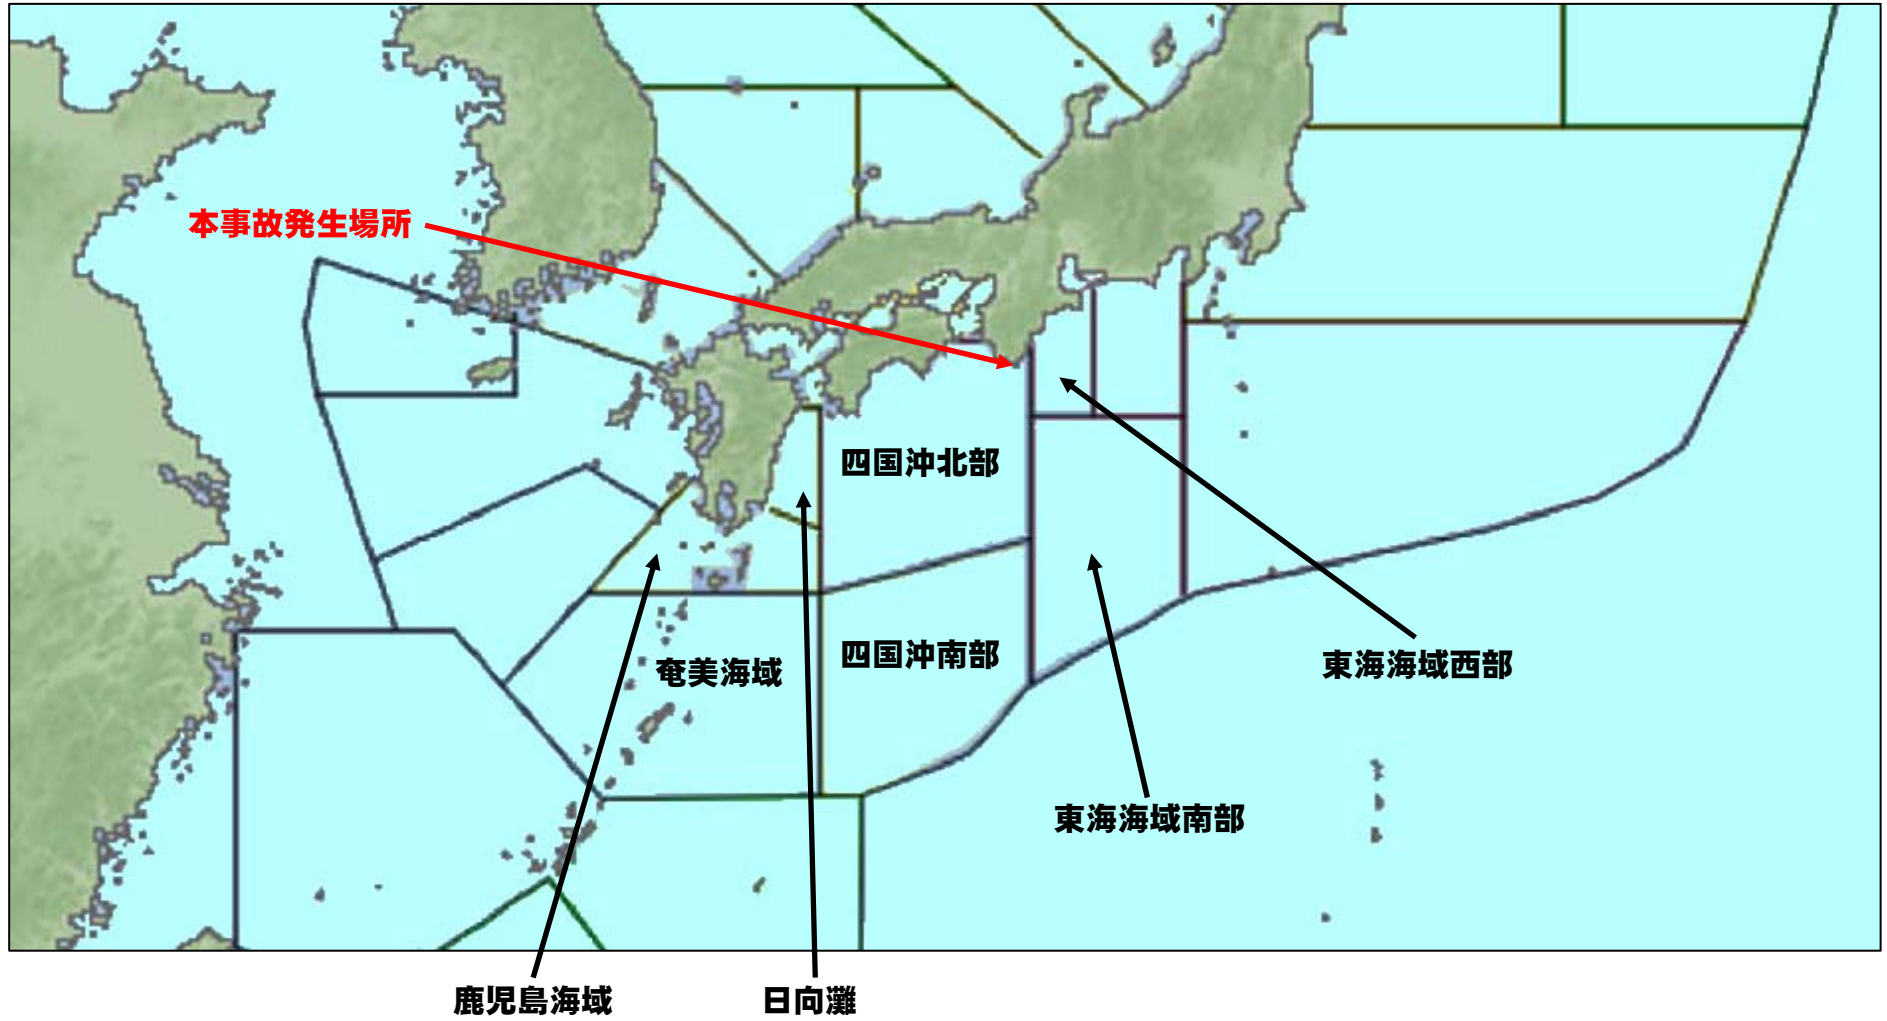 本事故発生場所
四国沖北部
四国沖南部
東海海域西部
奄美海域
東海海域南部
鹿児島海域
日向灘